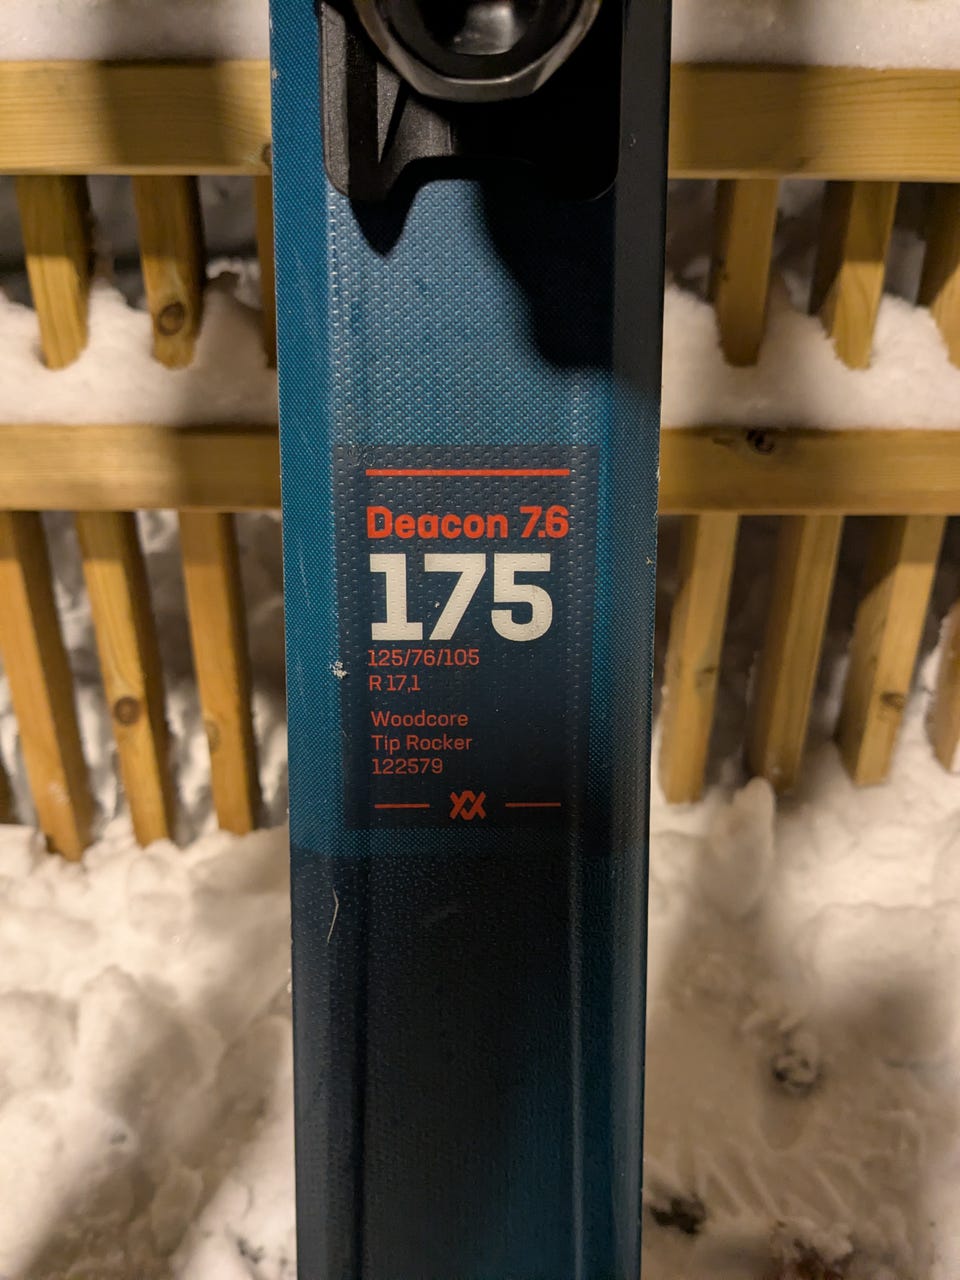 Deacon 7.6
175
125/76/105
R 17,1
Woodcore
Tip Rocker
122579